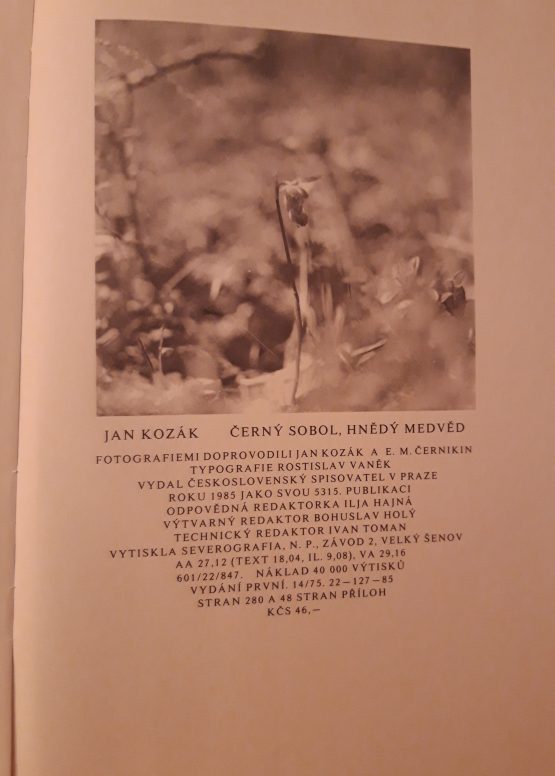 JAN KOZÁK ČERNÝ SOBOL, HNĚDÝ MEDVĚD
FOTOGRAFIEMI DOPROVODILI JAN KOZÁK A E. M. ČERNIKIN
TYPOGRAFIE ROSTISLAV VANĚK
VYDAL ČESKOSLOVENSKÝ SPISOVATEL V PRAZE
ROKU 1985 JAKO SVOU 5315. PUBLIKACI
ODPOVĚDNÁ REDAKTORKA ILJA HAJNÁ
VÝTVARNÝ REDAKTOR BOHUSLAV HOLÝ
TECHNICKÝ REDAKTOR IVAN TOMAN
VYTISKLA SEVEROGRAFIA, N. P., ZÁVOD 2, VELKÝ ŠENOV
AA 27,12 (TEXT 18,04, IL. 9,08), VA 29,16
601/22/847. NÁKLAD 40 000 VÝTISKŮ
VYDÁNÍ PRVNÍ. 14/75. 22—127—85
STRAN 280 A 48 STRAN PŘÍLOH
KČS 46,—